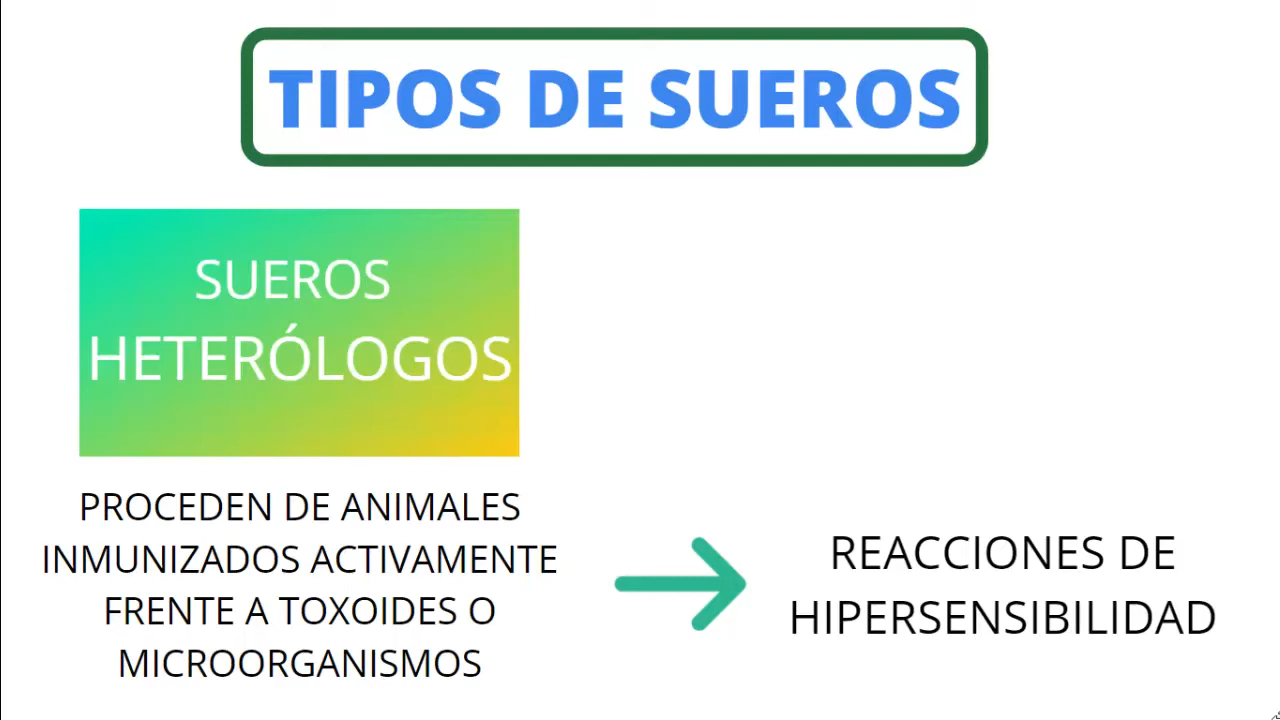 TIPOS DE SUEROS
SUEROS
HETERÓLOGOS
PROCEDEN DE ANIMALES
INMUNIZADOS ACTIVAMENTE
FRENTE A TOXOIDES O
MICROORGANISMOS
REACCIONES DE
HIPERSENSIBILIDAD